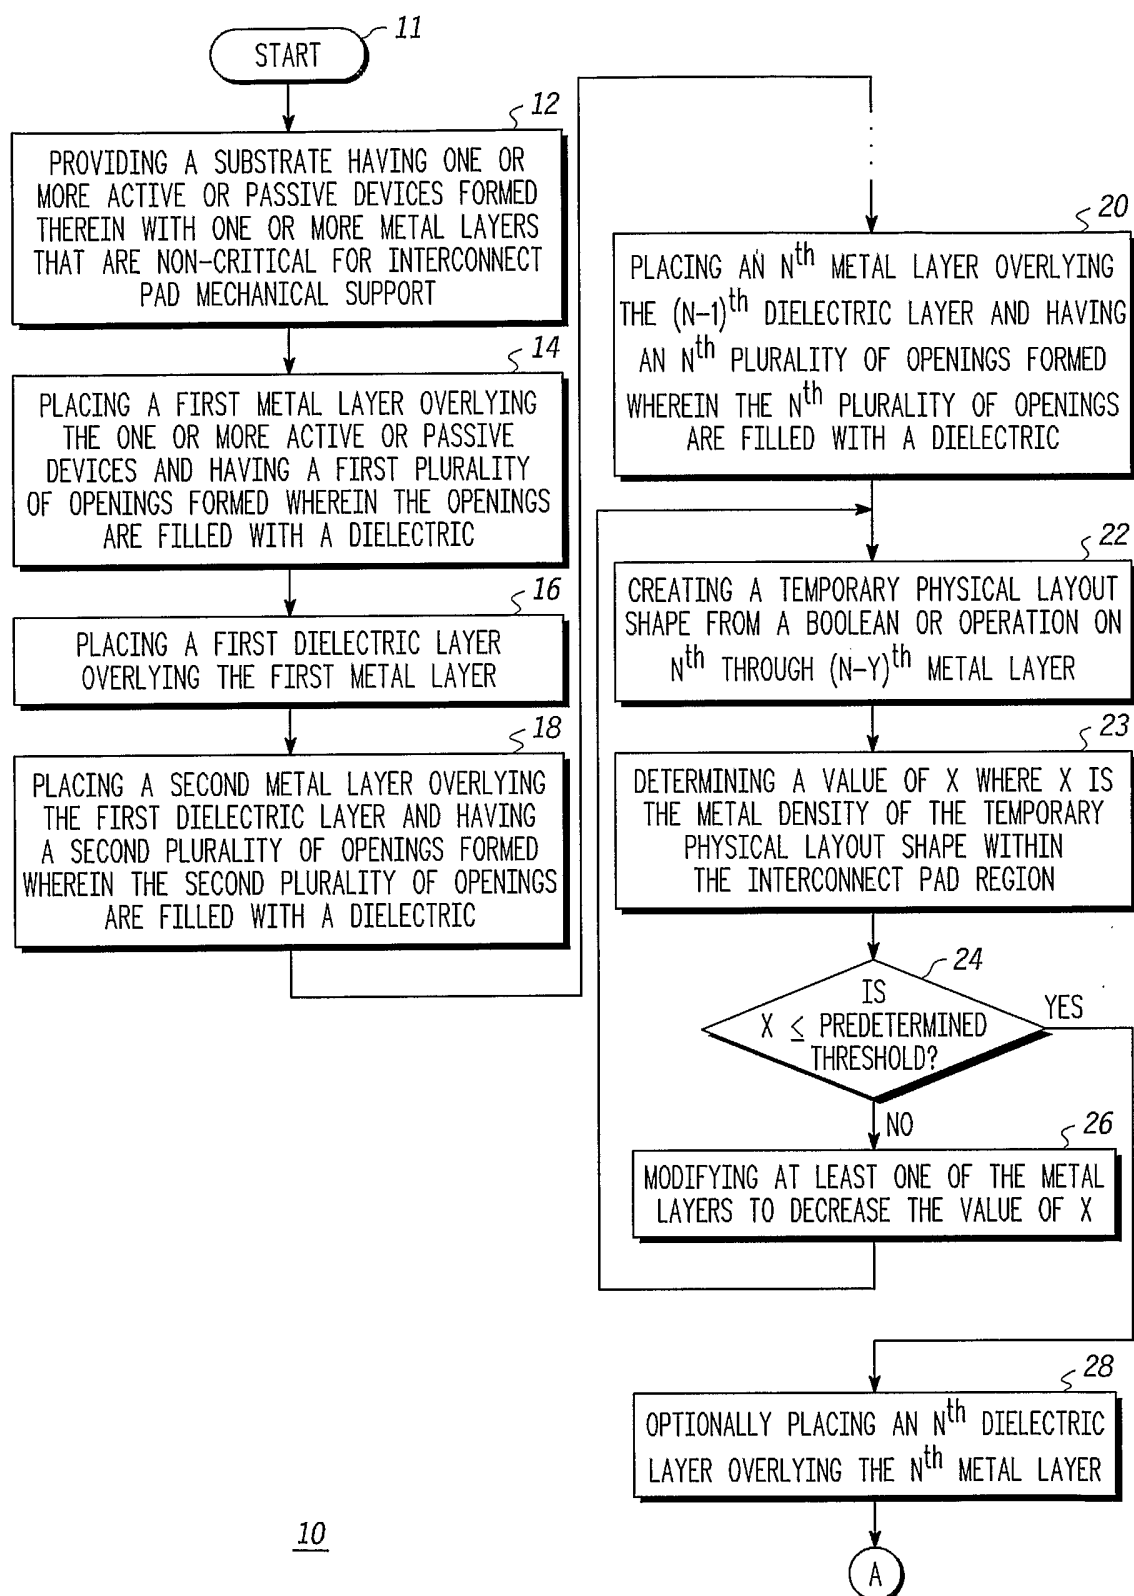 11
START
12
PROVIDING A SUBSTRATE HAVING ONE OR
MORE ACTIVE OR PASSIVE DEVICES FORMED
THEREIN WITH ONE OR MORE METAL LAYERS
THAT ARE NON-CRITICAL FOR INTERCONNECT
PAD MECHANICAL SUPPORT
14
PLACING A FIRST METAL LAYER OVERLYING
THE ONE OR MORE ACTIVE OR PASSIVE
DEVICES AND HAVING A FIRST PLURALITY
OF OPENINGS FORMED WHEREIN THE OPENINGS
ARE FILLED WITH A DIELECTRIC
16
PLACING A FIRST DIELECTRIC LAYER
OVERLYING THE FIRST METAL LAYER
18
PLACING A SECOND METAL LAYER OVERLYING
THE FIRST DIELECTRIC LAYER AND HAVING
A SECOND PLURALITY OF OPENINGS FORMED
WHEREIN THE SECOND PLURALITY OF OPENINGS
ARE FILLED WITH A DIELECTRIC
20
PLACING AN Nth METAL LAYER OVERLYING
THE (N-1)th DIELECTRIC LAYER AND HAVING
AN Nth PLURALITY OF OPENINGS FORMED
WHEREIN THE Nth PLURALITY OF OPENINGS
ARE FILLED WITH A DIELECTRIC
22
CREATING A TEMPORARY PHYSICAL LAYOUT
SHAPE FROM A BOOLEAN OR OPERATION ON
Nth THROUGH (N-Y)th METAL LAYER
23
DETERMINING A VALUE OF X WHERE X IS
THE METAL DENSITY OF THE TEMPORARY
PHYSICAL LAYOUT SHAPE WITHIN
THE INTERCONNECT PAD REGION
24
IS
X ≤ PREDETERMINED
THRESHOLD?
YES
NO
26
MODIFYING AT LEAST ONE OF THE METAL
LAYERS TO DECREASE THE VALUE OF X
28
OPTIONALLY PLACING AN Nth DIELECTRIC
LAYER OVERLYING THE Nth METAL LAYER
A
10